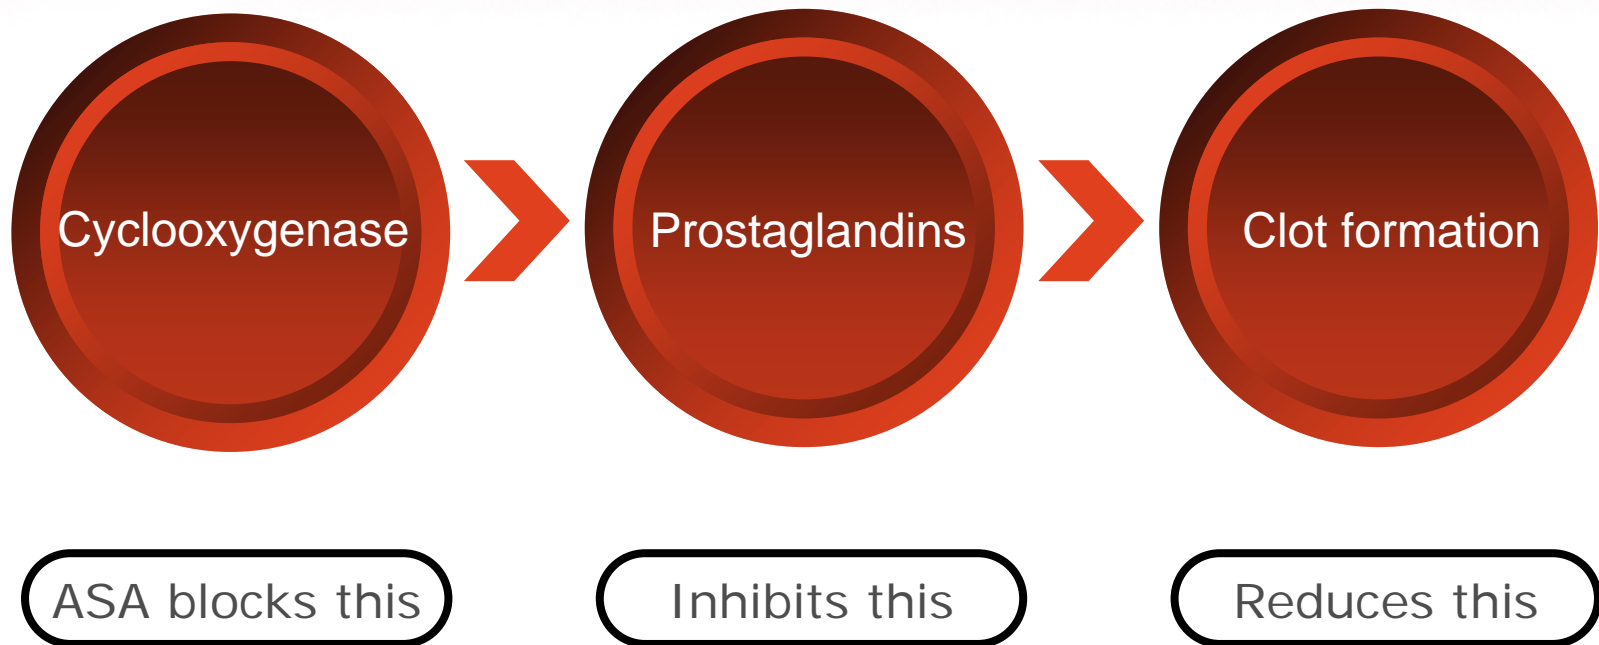 Cyclooxygenase
Prostaglandins
Clot formation
ASA blocks this
Inhibits this
Reduces this